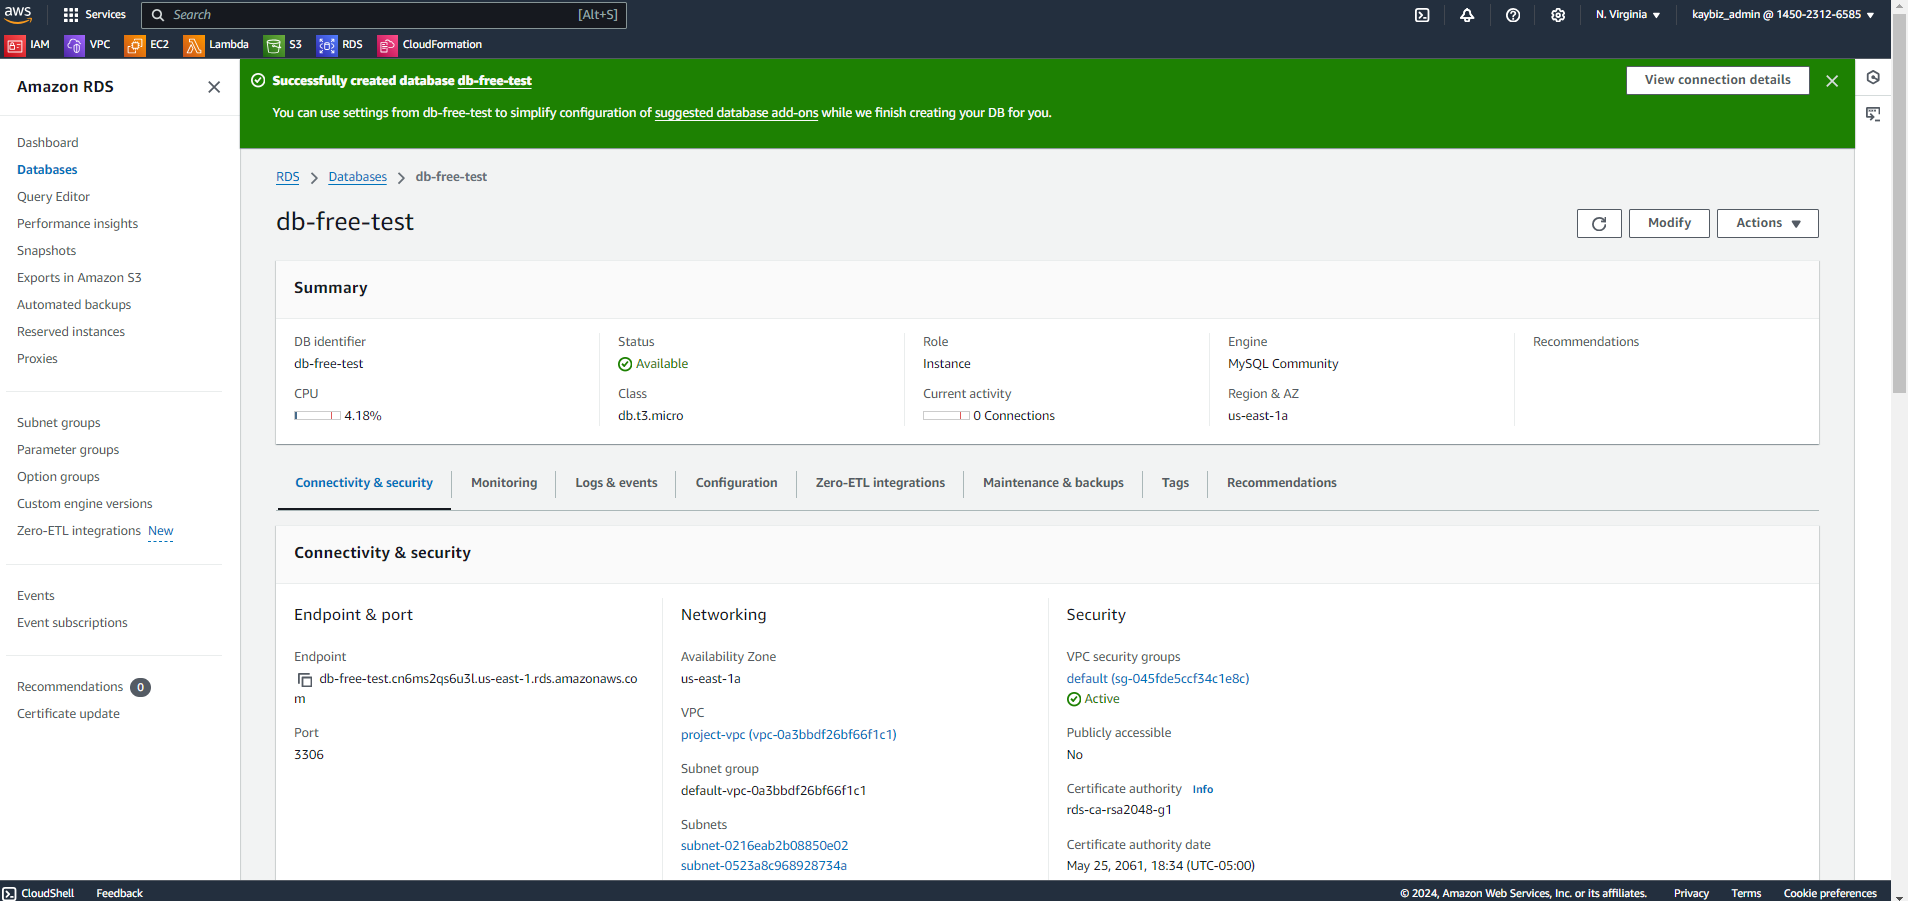 aws
Services
Search
[Alt+S]
N. Virginia
kaybiz_admin @ 1450-2312-6585
IAM
VPC
EC2
Lambda
S3
RDS
CloudFormation
Amazon RDS
Dashboard
Databases
Query Editor
Performance insights
Snapshots
Exports in Amazon S3
Automated backups
Reserved instances
Proxies
Subnet groups
Parameter groups
Option groups
Custom engine versions
Zero-ETL integrations New
Events
Event subscriptions
Recommendations 0
Certificate update
Successfully created database db-free-test
You can use settings from db-free-test to simplify configuration of suggested database add-ons while we finish creating your DB for you.
View connection details
RDS
Databases
db-free-test
db-free-test
Modify
Actions
Summary
DB identifier
db-free-test
CPU
4.18%
Status
Available
Class
db.t3.micro
Role
Instance
Current activity
0 Connections
Engine
MySQL Community
Region & AZ
us-east-1a
Recommendations
Connectivity & security
Monitoring
Logs & events
Configuration
Zero-ETL integrations
Maintenance & backups
Tags
Recommendations
Connectivity & security
Endpoint & port
Endpoint
db-free-test.cn6ms2qs6u3l.us-east-1.rds.amazonaws.co
m
Port
3306
Networking
Availability Zone
us-east-1a
VPC
project-vpc (vpc-0a3bbdf26bf66f1c1)
Subnet group
default-vpc-0a3bbdf26bf66f1c1
Subnets
subnet-0216eab2b08850e02
subnet-0523a8c968928734a
Security
VPC security groups
default (sg-045fde5ccf34c1e8c)
Active
Publicly accessible
No
Certificate authority Info
rds-ca-rsa2048-g1
Certificate authority date
May 25, 2061, 18:34 (UTC-05:00)
CloudShell
Feedback
© 2024, Amazon Web Services, Inc. or its affiliates.
Privacy
Terms
Cookie preferences